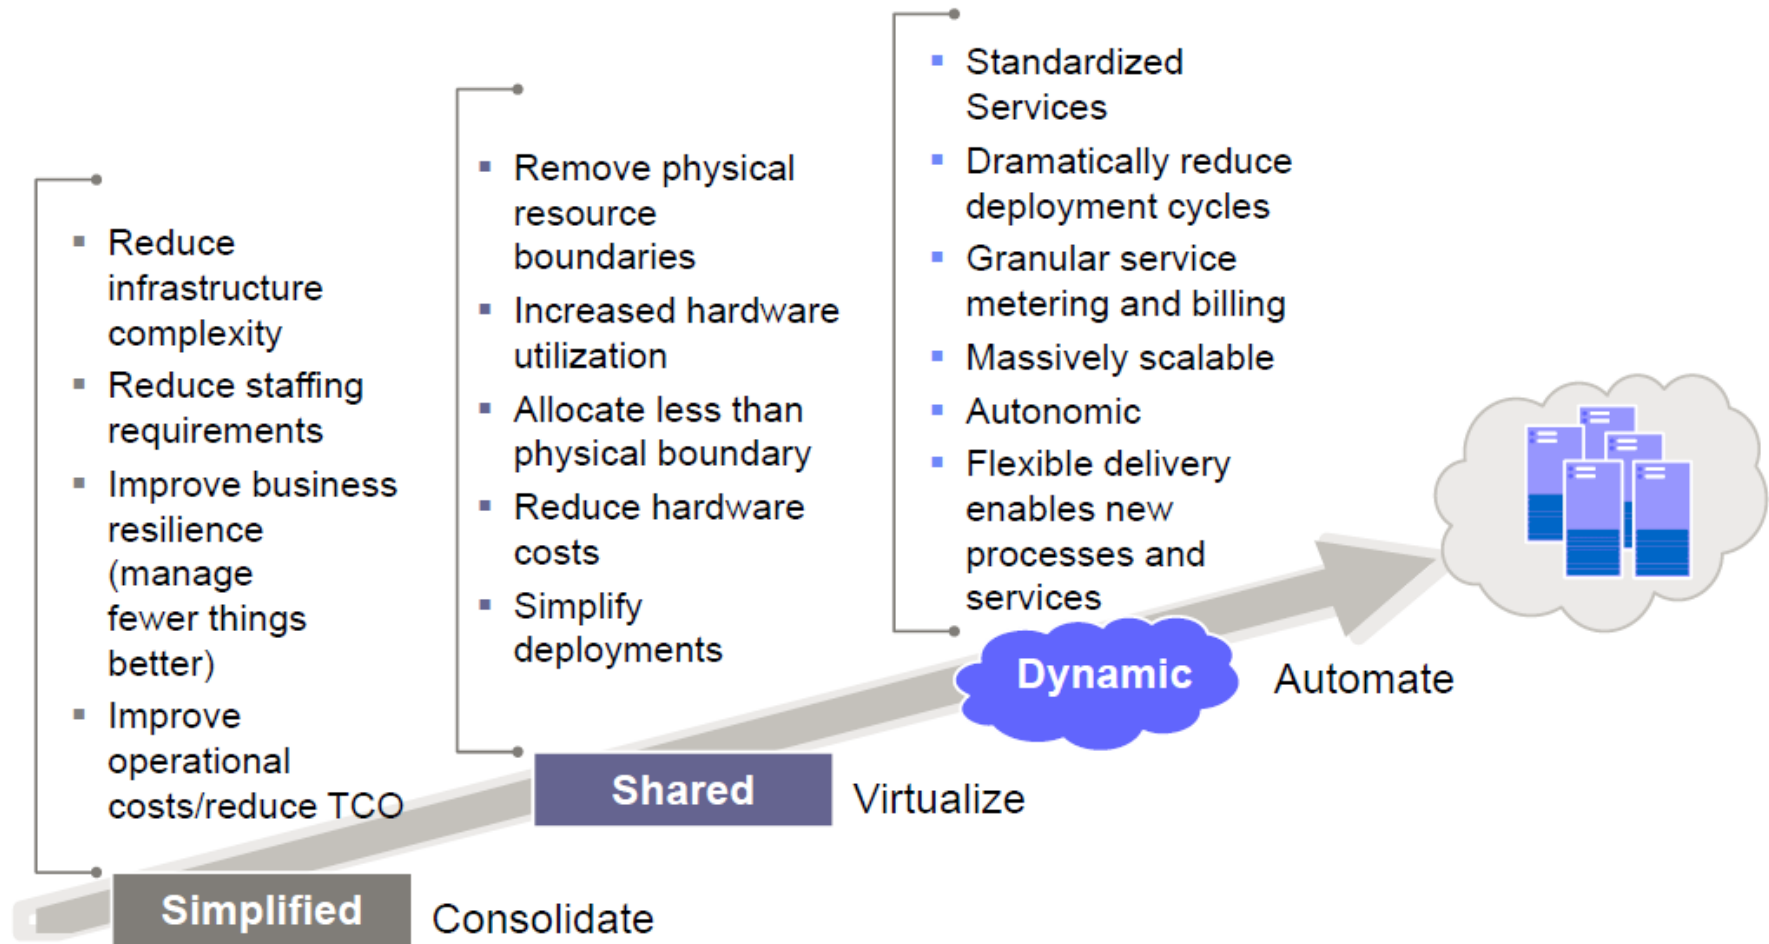 Reduce
infrastructure
complexity
Reduce staffing
requirements
Improve business
resilience
(manage
fewer things
better)
Improve
operational
costs/reduce TCO
Simplified
Consolidate
Remove physical
resource
boundaries
Increased hardware
utilization
Allocate less than
physical boundary
Reduce hardware
costs
Simplify
deployments
Shared
Virtualize
Standardized
Services
Dramatically reduce
deployment cycles
Granular service
metering and billing
Massively scalable
Autonomic
Flexible delivery
enables new
processes and
services
Dynamic
Automate